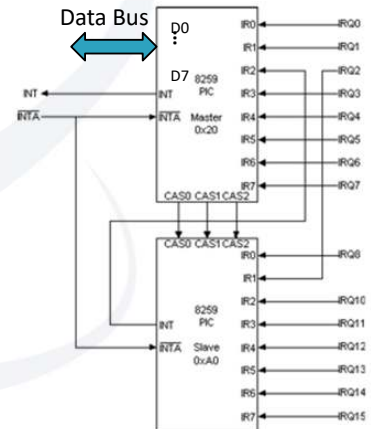 Data Bus
D0
:
D7
8259
PIC
Master
0x20
INT
INT
INTA
INTA
IR0
IR1
IR2
IR3
IR4
IR5
IR6
IR7
IRQ0
IRQ1
IRQ2
IRQ3
IRQ4
IRQ5
IRQ6
IRQ7
CAS0 CAS1 CAS2
CAS0 CAS1 CAS2
8259
PIC
Slave
0xA0
INT
INTA
IR0
IR1
IR2
IR3
IR4
IR5
IR6
IR7
IRQ8
IRQ10
IRQ11
IRQ12
IRQ13
IRQ14
IRQ15